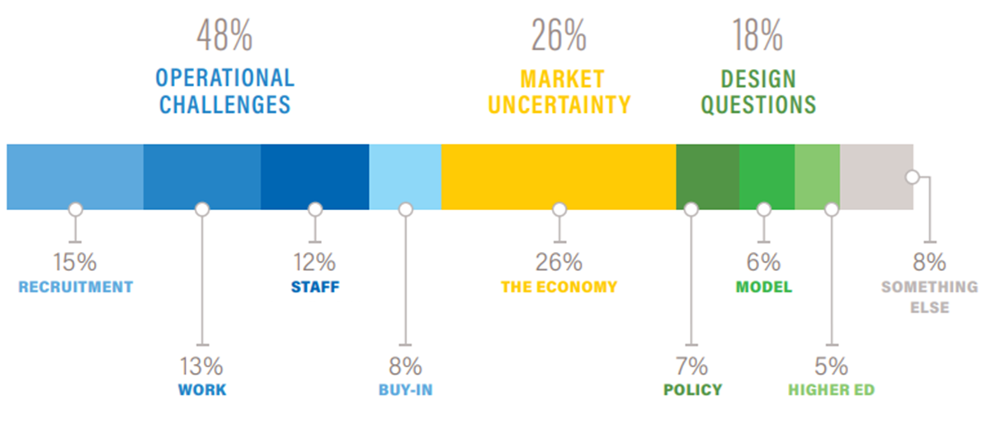 48%
OPERATIONAL
CHALLENGES
26%
MARKET
UNCERTAINTY
18%
DESIGN
QUESTIONS
15%
RECRUITMENT
13%
WORK
12%
STAFF
8%
BUY-IN
26%
THE ECONOMY
7%
POLICY
6%
MODEL
5%
HIGHER ED
8%
SOMETHING
ELSE